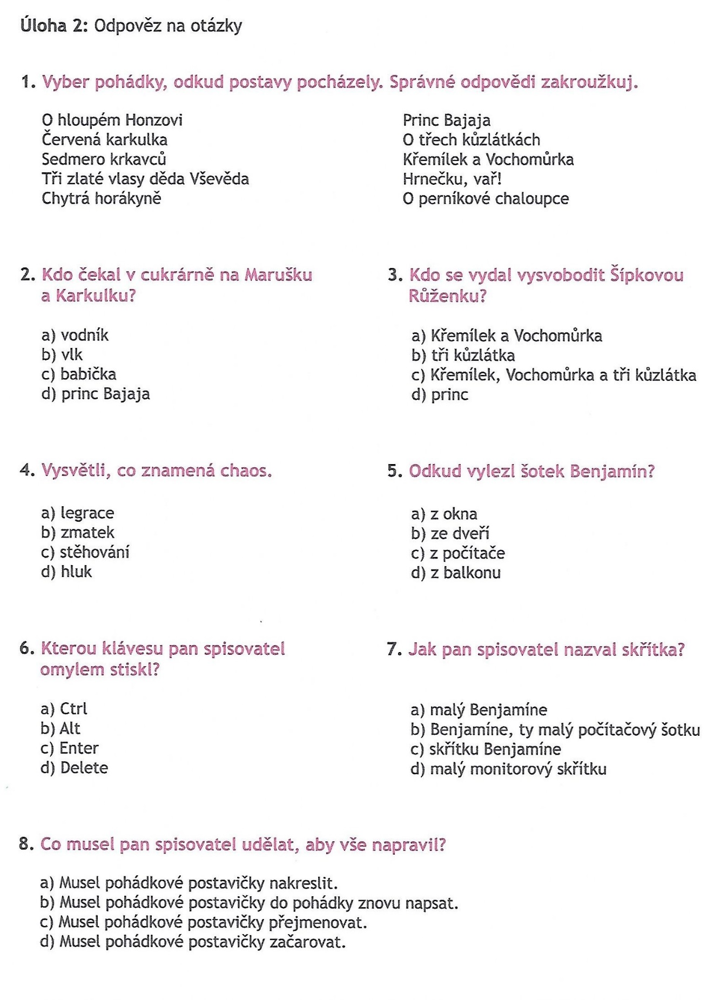 Úloha 2: Odpověz na otázky
1. Vyber pohádky, odkud postavy pocházely. Správné odpovědi zakroužkuj.
O hloupém Honzovi
Červená karkulka
Sedmero krkavců
Tři zlaté vlasy děda Vševěda
Chytrá horákyně
Princ Bajaja
O třech kůzlátkách
Křemílek a Vochomůrka
Hrnečku, vař!
O perníkové chaloupce
2. Kdo čekal v cukrárně na Marušku
a Karkulku?
a) vodník
b) vlk
c) babička
d) princ Bajaja
3. Kdo se vydal vysvobodit Šípkovou
Růženku?
a) Křemílek a Vochomůrka
b) tři kůzlátka
c) Křemílek, Vochomůrka a tři kůzlátka
d) princ
4. Vysvětli, co znamená chaos.
a) legrace
b) zmatek
c) stěhování
d) hluk
5. Odkud vylezl šotek Benjamín?
a) z okna
b) ze dveří
c) z počítače
d) z balkonu
6. Kterou klávesu pan spisovatel
omylem stiskl?
a) Ctrl
b) Alt
c) Enter
d) Delete
7. Jak pan spisovatel nazval skřítka?
a) malý Benjamíne
b) Benjamíne, ty malý počítačový šotku
c) skřítku Benjamíne
d) malý monitorový skřítku
8. Co musel pan spisovatel udělat, aby vše napravil?
a) Musel pohádkové postavičky nakreslit.
b) Musel pohádkové postavičky do pohádky znovu napsat.
c) Musel pohádkové postavičky přejmenovat.
d) Musel pohádkové postavičky začarovat.